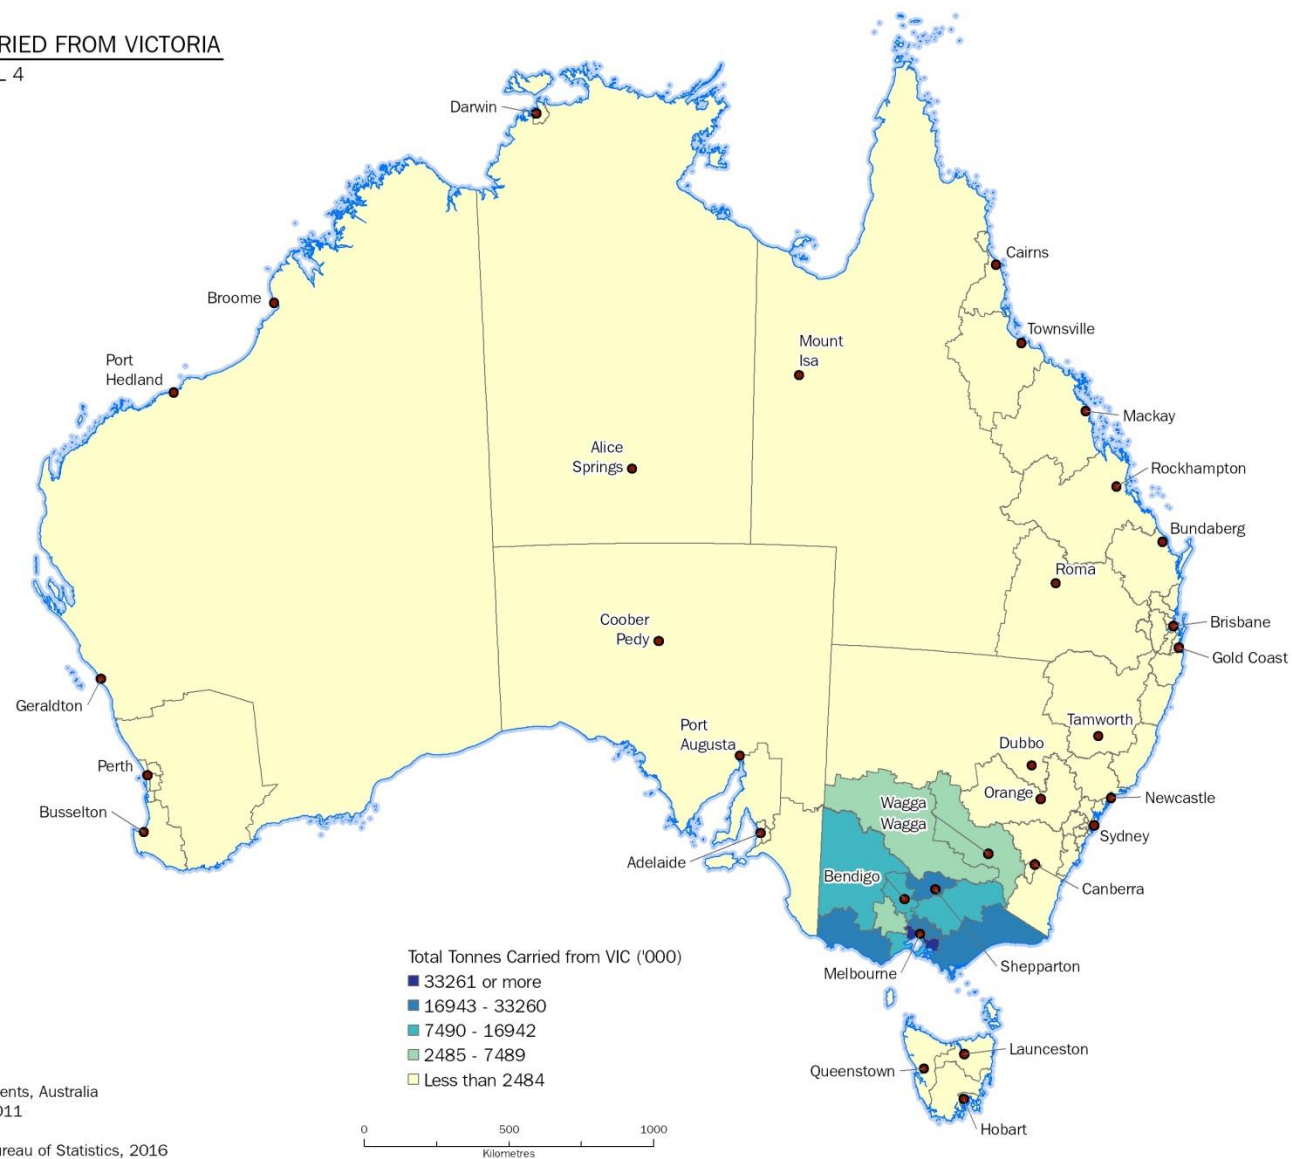 RIED FROM VICTORIA
L 4
Darwin
Cairns
Broome
Townsville
Mount
Isa
Port
Hedland
Mackay
Alice
Springs
Rockhampton
Bundaberg
Roma
Coober
Pedy
Brisbane
Gold Coast
Geraldton
Port
Augusta
Tamworth
Dubbo
Perth
Orange
Newcastle
Wagga
Wagga
Busselton
Sydney
Adelaide
Bendigo
Canberra
Melbourne
Shepparton
Total Tonnes Carried from VIC ('000)
33261 or more
16943 - 33260
7490 - 16942
2485 - 7489
Less than 2484
Launceston
Queenstown
Hobart
ents, Australia
011
ureau of Statistics, 2016
0 500 1000
Kilometres